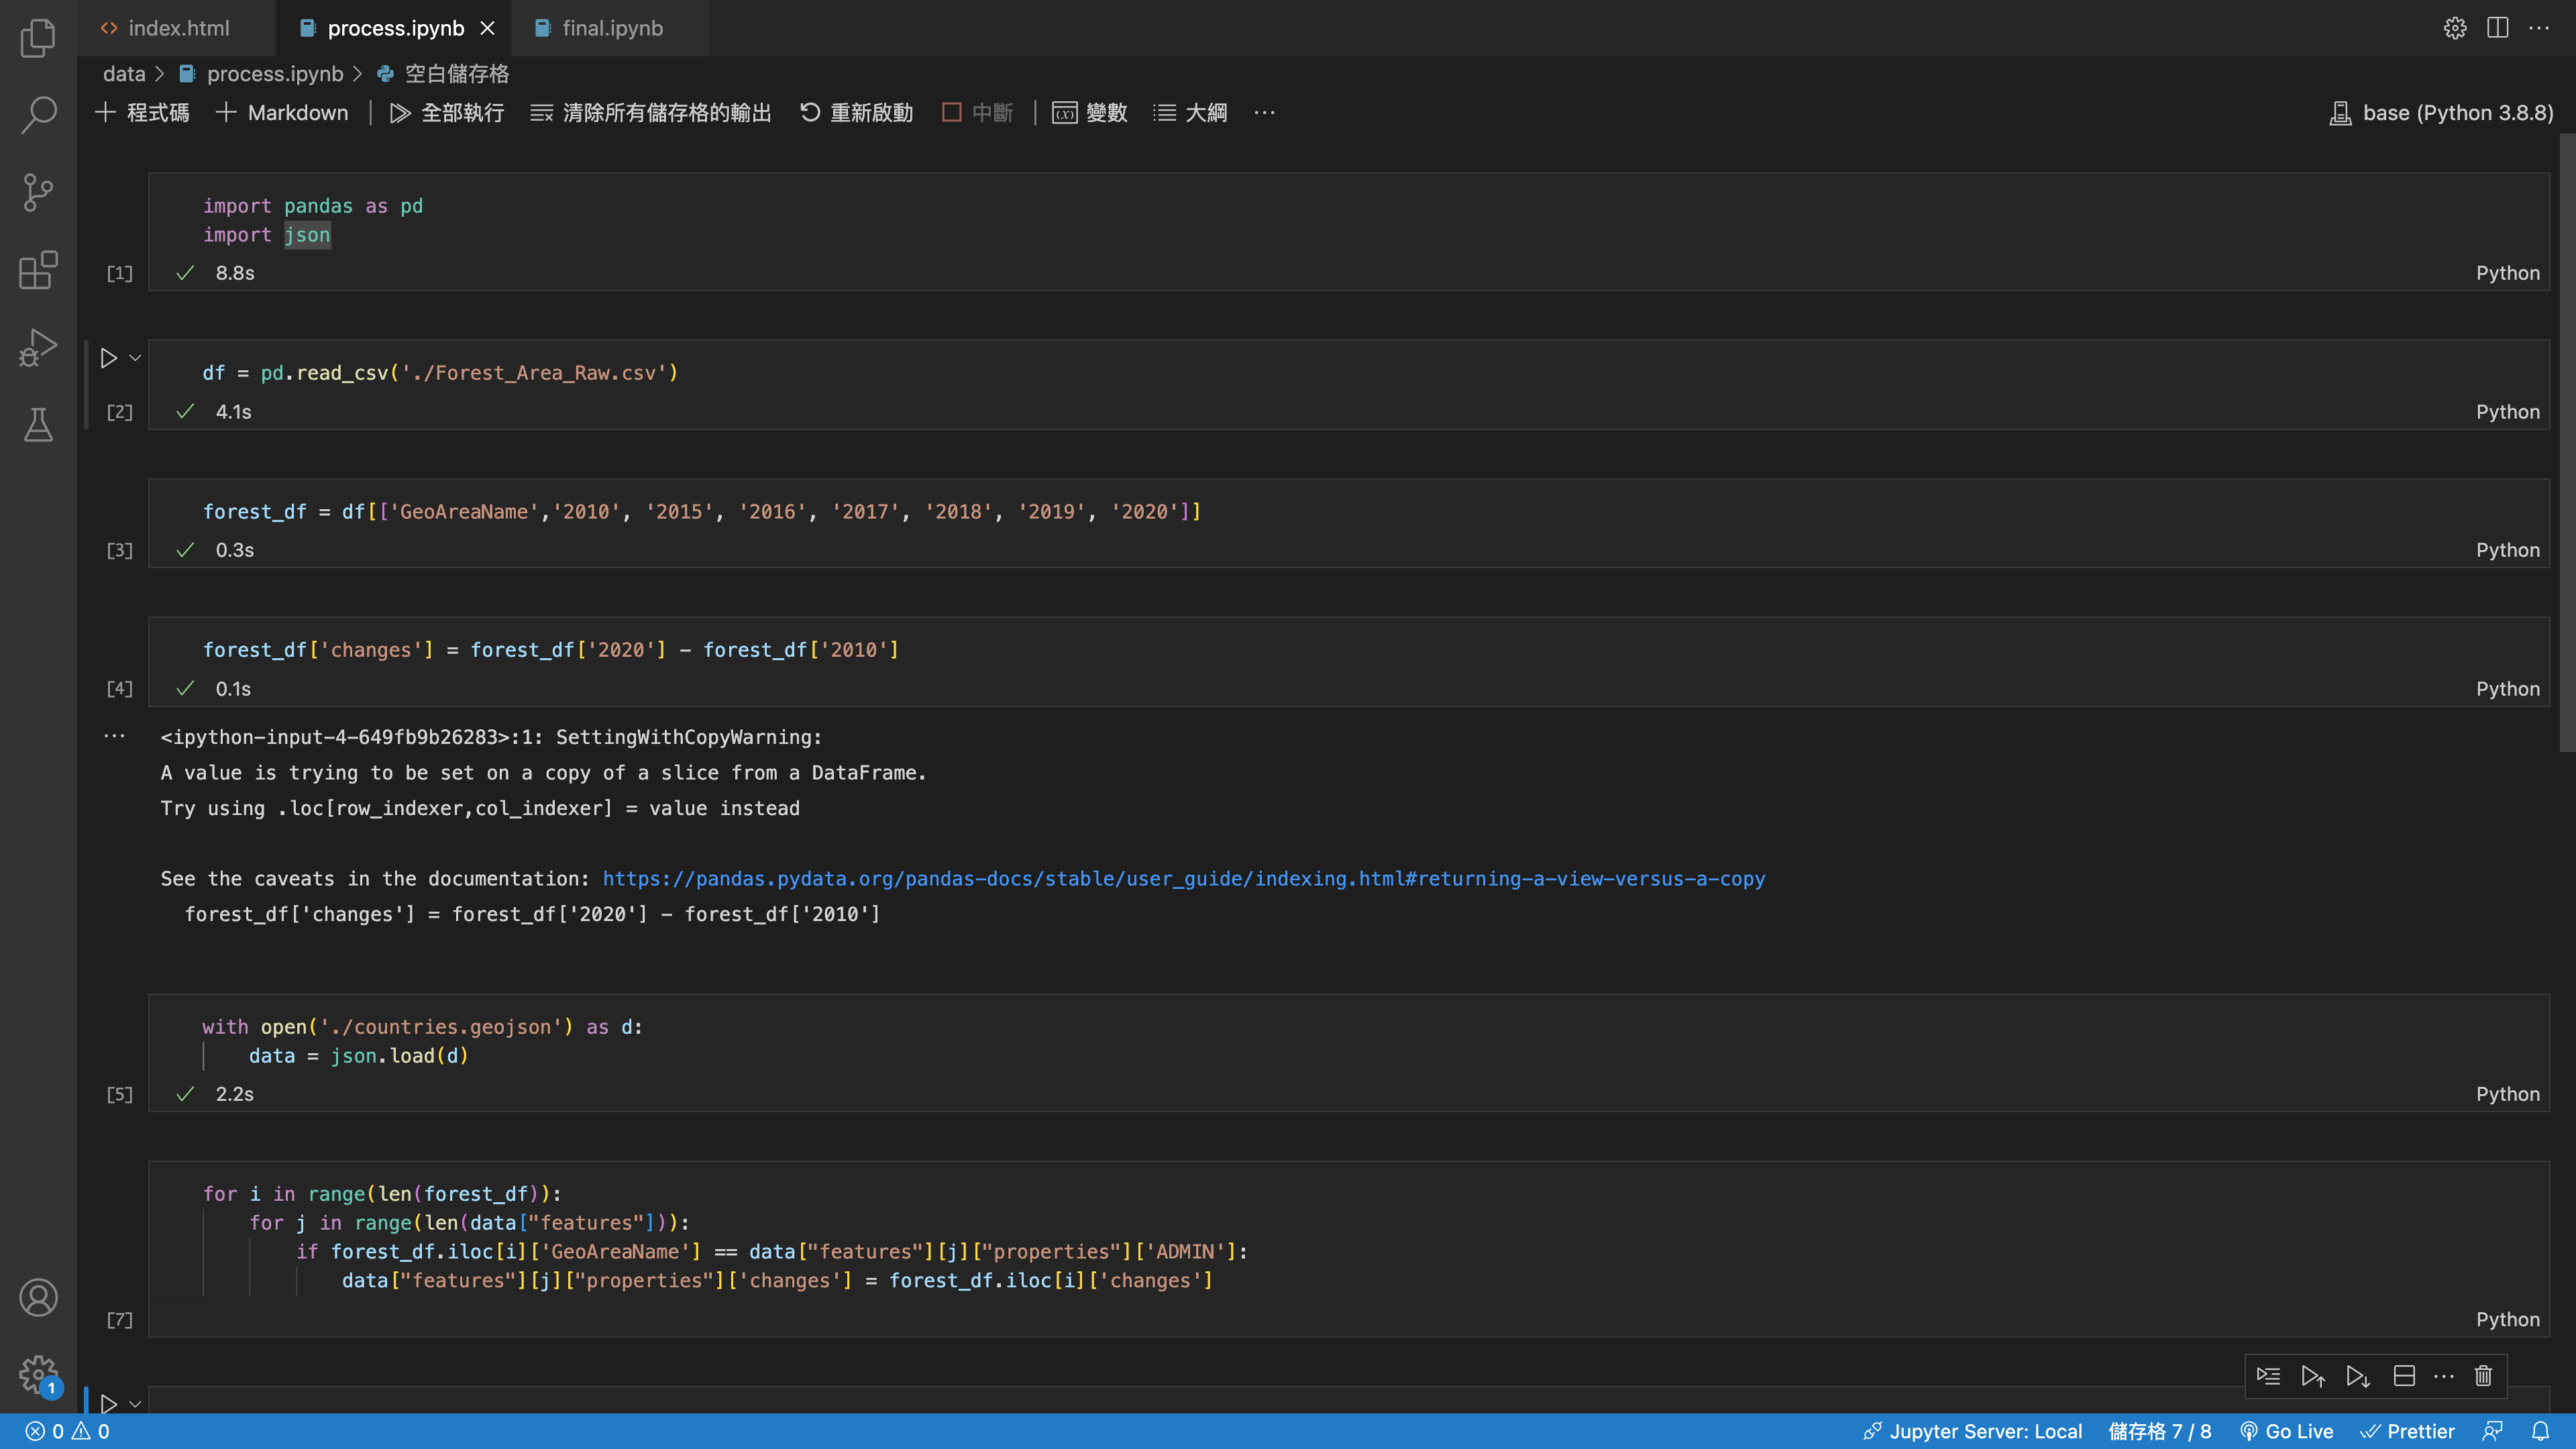 index.html
process.ipynb
final.ipynb
data > process.ipynb > 空白儲存格
程式碼 Markdown 全部執行 清除所有儲存格的輸出 重新啟動 中斷 變數 大綱 ... base (Python 3.8.8)
import pandas as pd
import json
[1] 8.8s Python
df = pd.read_csv('./Forest_Area_Raw.csv')
[2] 4.1s Python
forest_df = df[['GeoAreaName','2010', '2015', '2016', '2017', '2018', '2019', '2020']]
[3] 0.3s Python
forest_df['changes'] = forest_df['2020'] - forest_df['2010']
[4] 0.1s Python
<ipython-input-4-649fb9b26283>:1: SettingWithCopyWarning:
A value is trying to be set on a copy of a slice from a DataFrame.
Try using .loc[row_indexer,col_indexer] = value instead
See the caveats in the documentation: https://pandas.pydata.org/pandas-docs/stable/user_guide/indexing.html#returning-a-view-versus-a-copy
forest_df['changes'] = forest_df['2020'] - forest_df['2010']
with open('./countries.geojson') as d:
data = json.load(d)
[5] 2.2s Python
for i in range(len(forest_df)):
for j in range(len(data["features"])):
if forest_df.iloc[i]['GeoAreaName'] == data["features"][j]["properties"]['ADMIN']:
data["features"][j]["properties"]['changes'] = forest_df.iloc[i]['changes']
[7] Python
1
0 0 Jupyter Server: Local 儲存格 7 / 8 Go Live Prettier